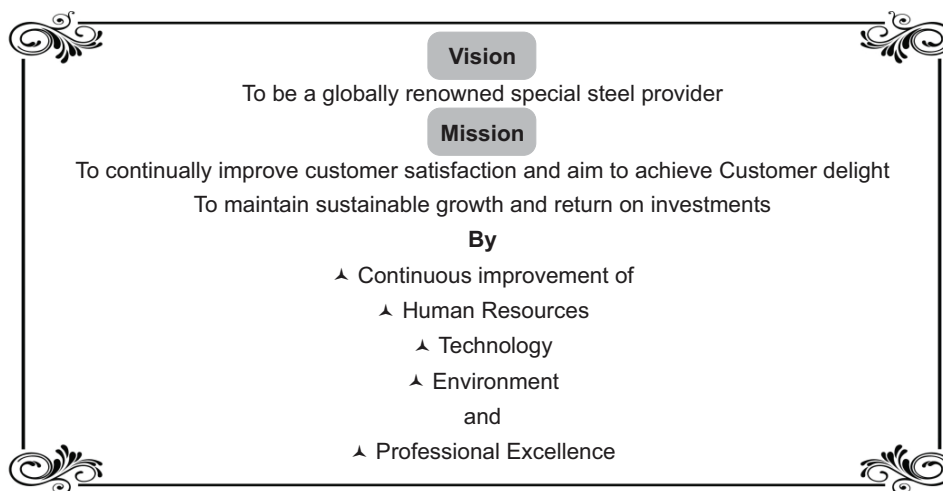 Vision
To be a globally renowned special steel provider
Mission
To continually improve customer satisfaction and aim to achieve Customer delight
To maintain sustainable growth and return on investments
By
Continuous improvement of
Human Resources
Technology
Environment
and
Professional Excellence